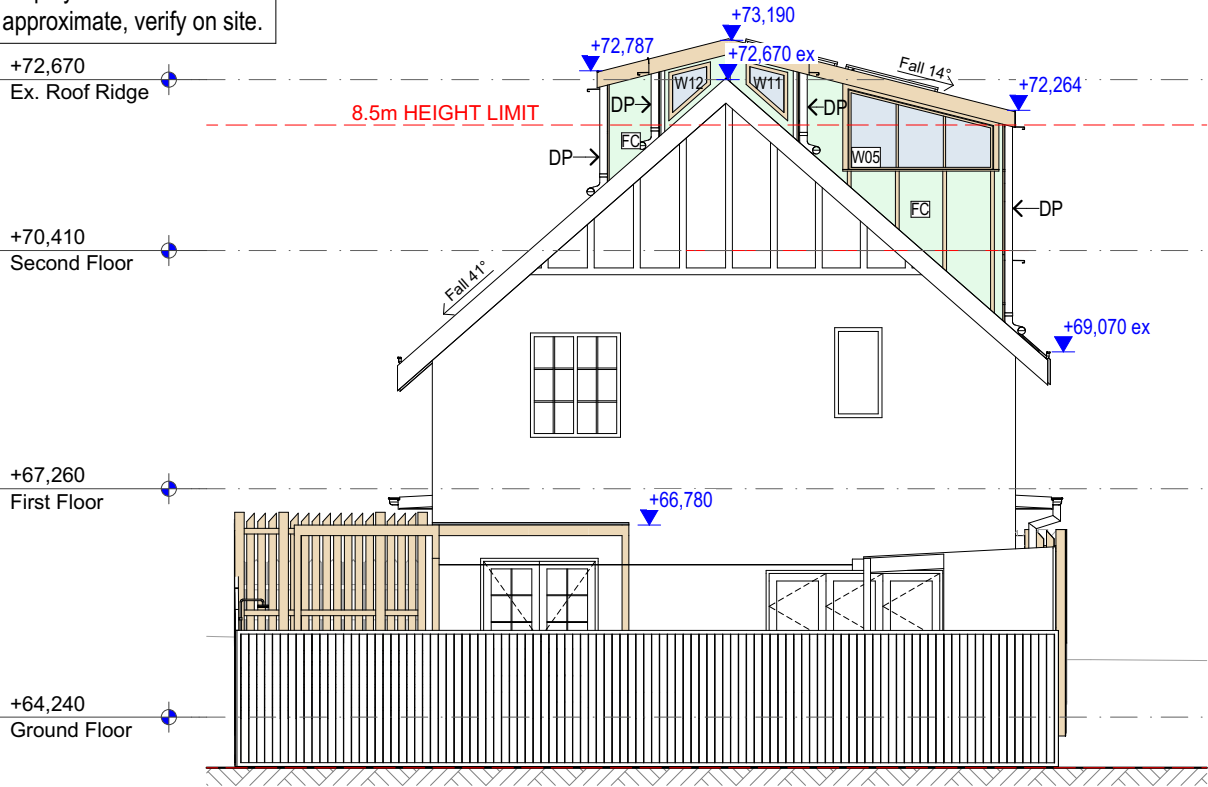 approximate, verify on site.
+73,190
+72,787
+72,670 ex
+72,670
Ex. Roof Ridge
Fall 14°
+72,264
W12
W11
DP
DP
8.5m HEIGHT LIMIT
FC
DP
W05
FC
DP
+70,410
Second Floor
Fall 41°
+69,070 ex
+67,260
First Floor
+66,780
+64,240
Ground Floor